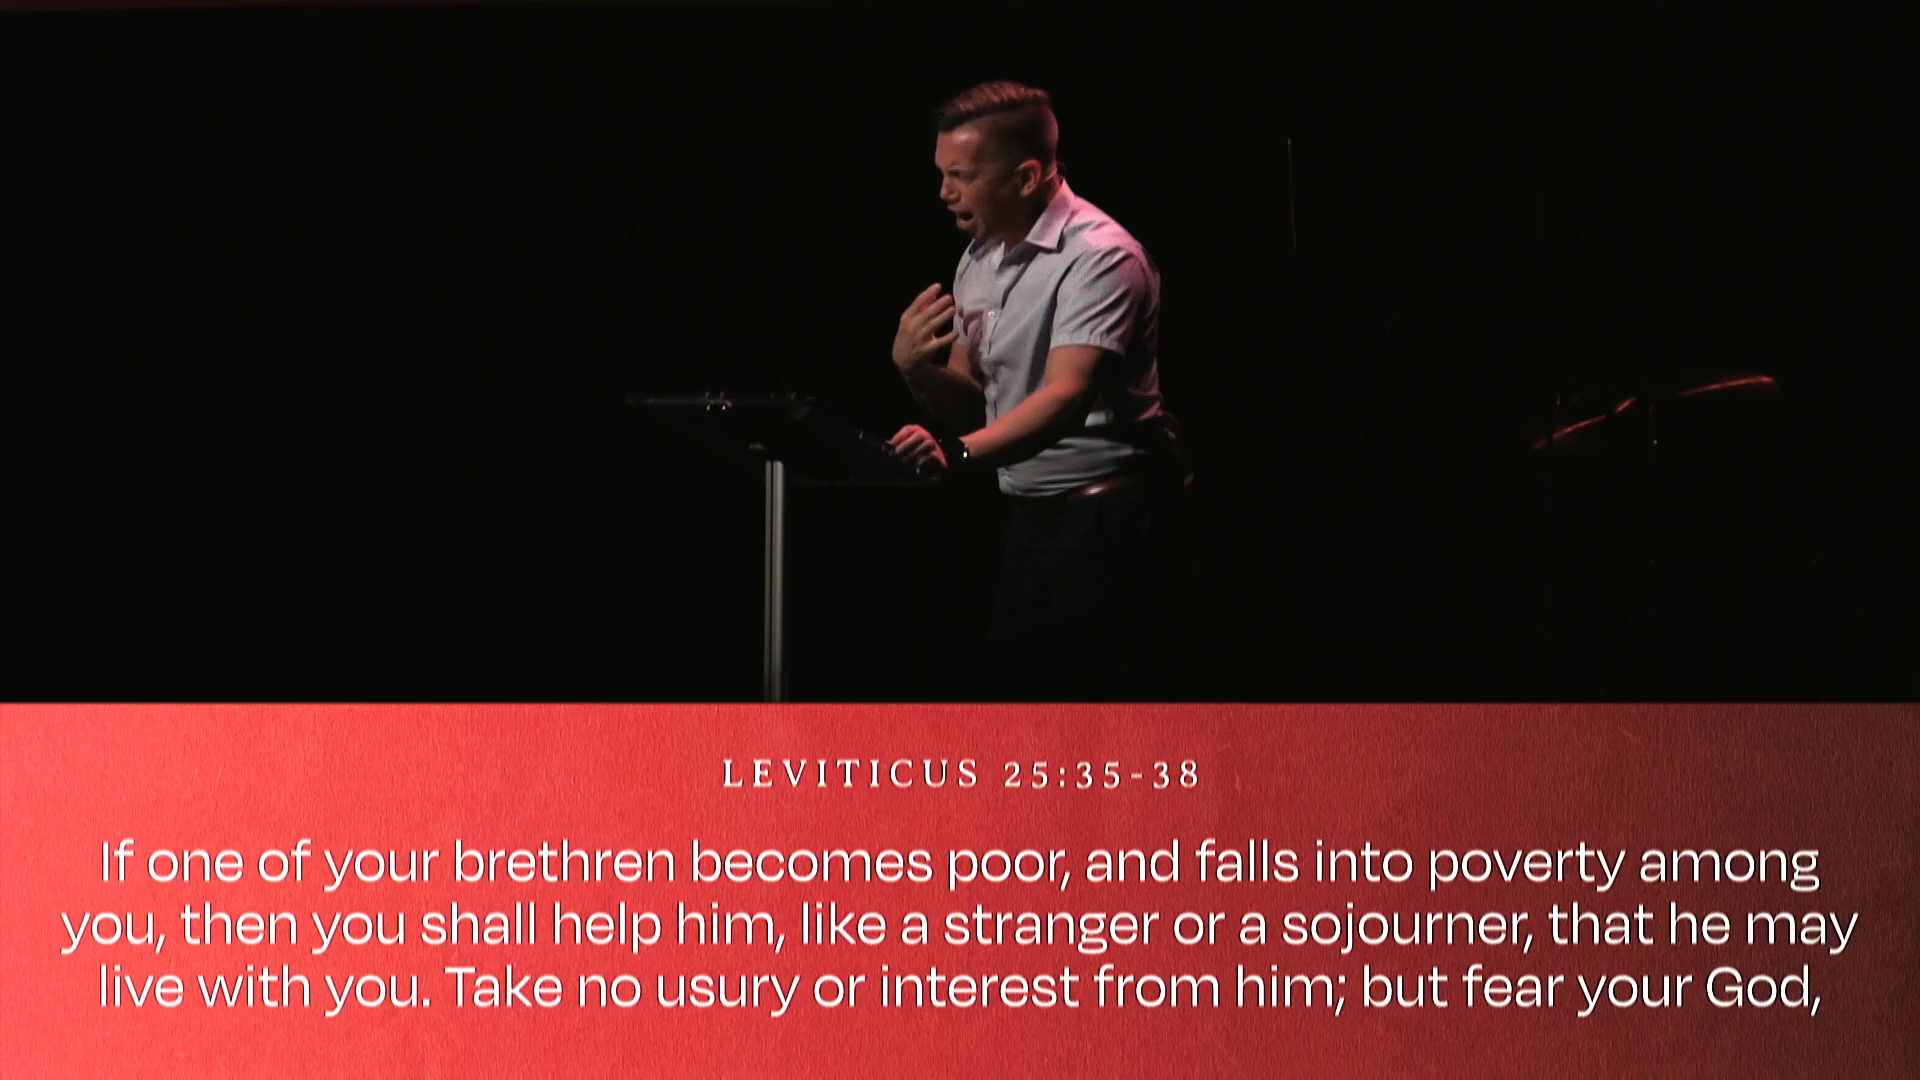 LEVITICUS 25:35-38
If one of your brethren becomes poor, and falls into poverty among
you, then you shall help him, like a stranger or a sojourner, that he may
live with you. Take no usury or interest from him; but fear your God,